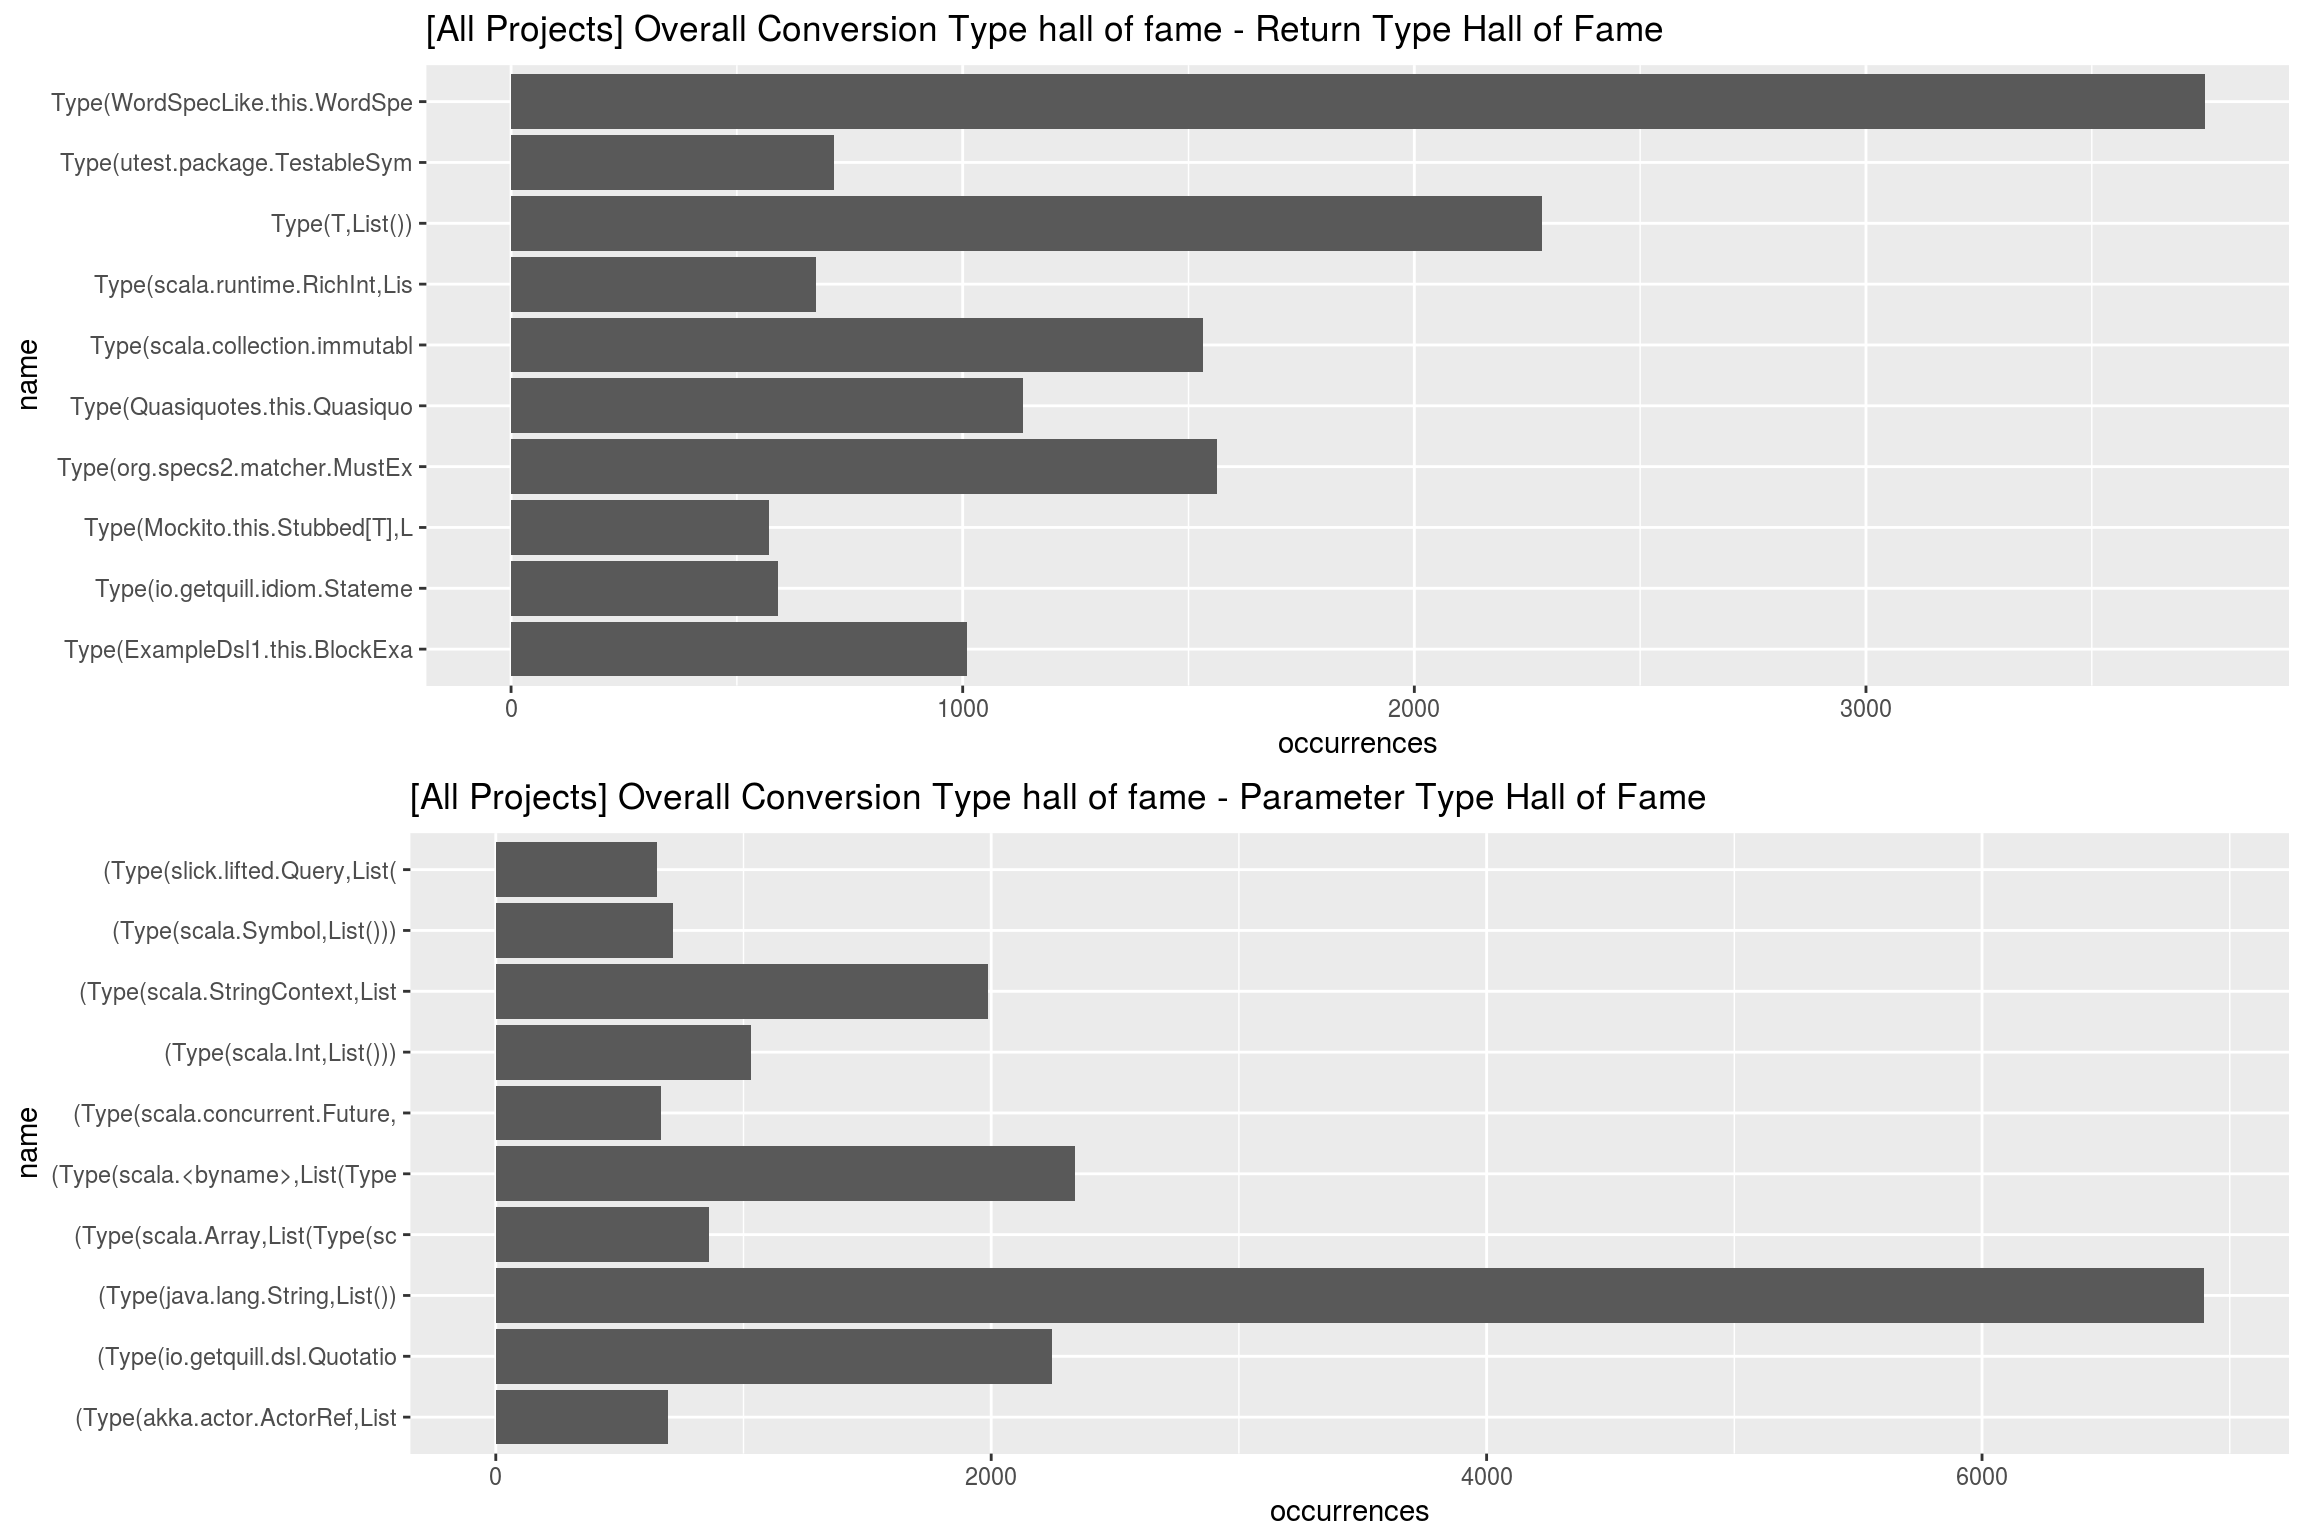 [All Projects] Overall Conversion Type hall of fame - Return Type Hall of Fame
name
Type(WordSpecLike.this.WordSpe
Type(utest.package.TestableSym
Type(T,List())
Type(scala.runtime.RichInt,Lis
Type(scala.collection.immutabl
Type(Quasiquotes.this.Quasiquo
Type(org.specs2.matcher.MustEx
Type(Mockito.this.Stubbed[T],L
Type(io.getquill.idiom.Stateme
Type(ExampleDsl1.this.BlockExa
0 1000 2000 3000
occurrences
[All Projects] Overall Conversion Type hall of fame - Parameter Type Hall of Fame
name
(Type(slick.lifted.Query,List(
(Type(scala.Symbol,List()))
(Type(scala.StringContext,List
(Type(scala.Int,List()))
(Type(scala.concurrent.Future,
(Type(scala.<byname>,List(Type
(Type(scala.Array,List(Type(sc
(Type(java.lang.String,List())
(Type(io.getquill.dsl.Quotatio
(Type(akka.actor.ActorRef,List
0 2000 4000 6000
occurrences